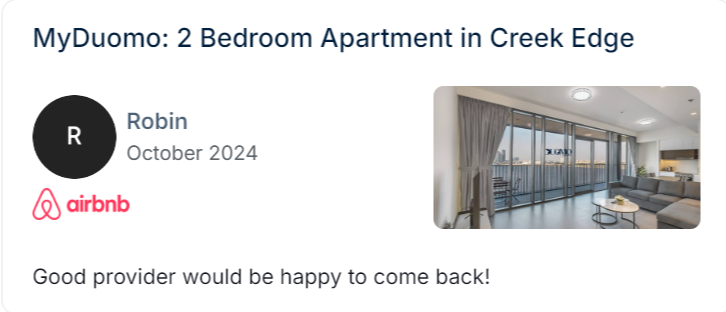 MyDuomo: 2 Bedroom Apartment in Creek Edge
R
Robin
October 2024
airbnb
Good provider would be happy to come back!